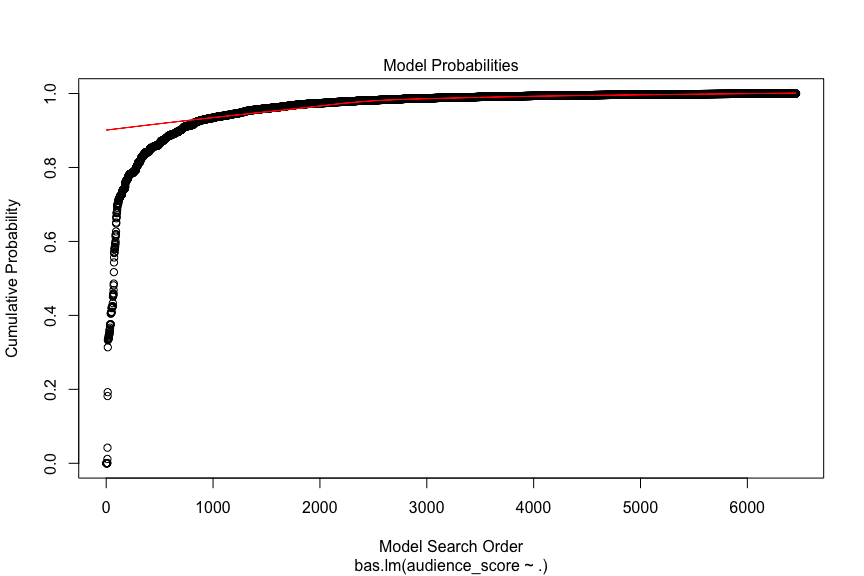 Model Probabilities
Cumulative Probability
1.0
0.8
0.6
0.4
0.2
0.0
0 1000 2000 3000 4000 5000 6000
Model Search Order
bas.lm(audience_score ~ .)